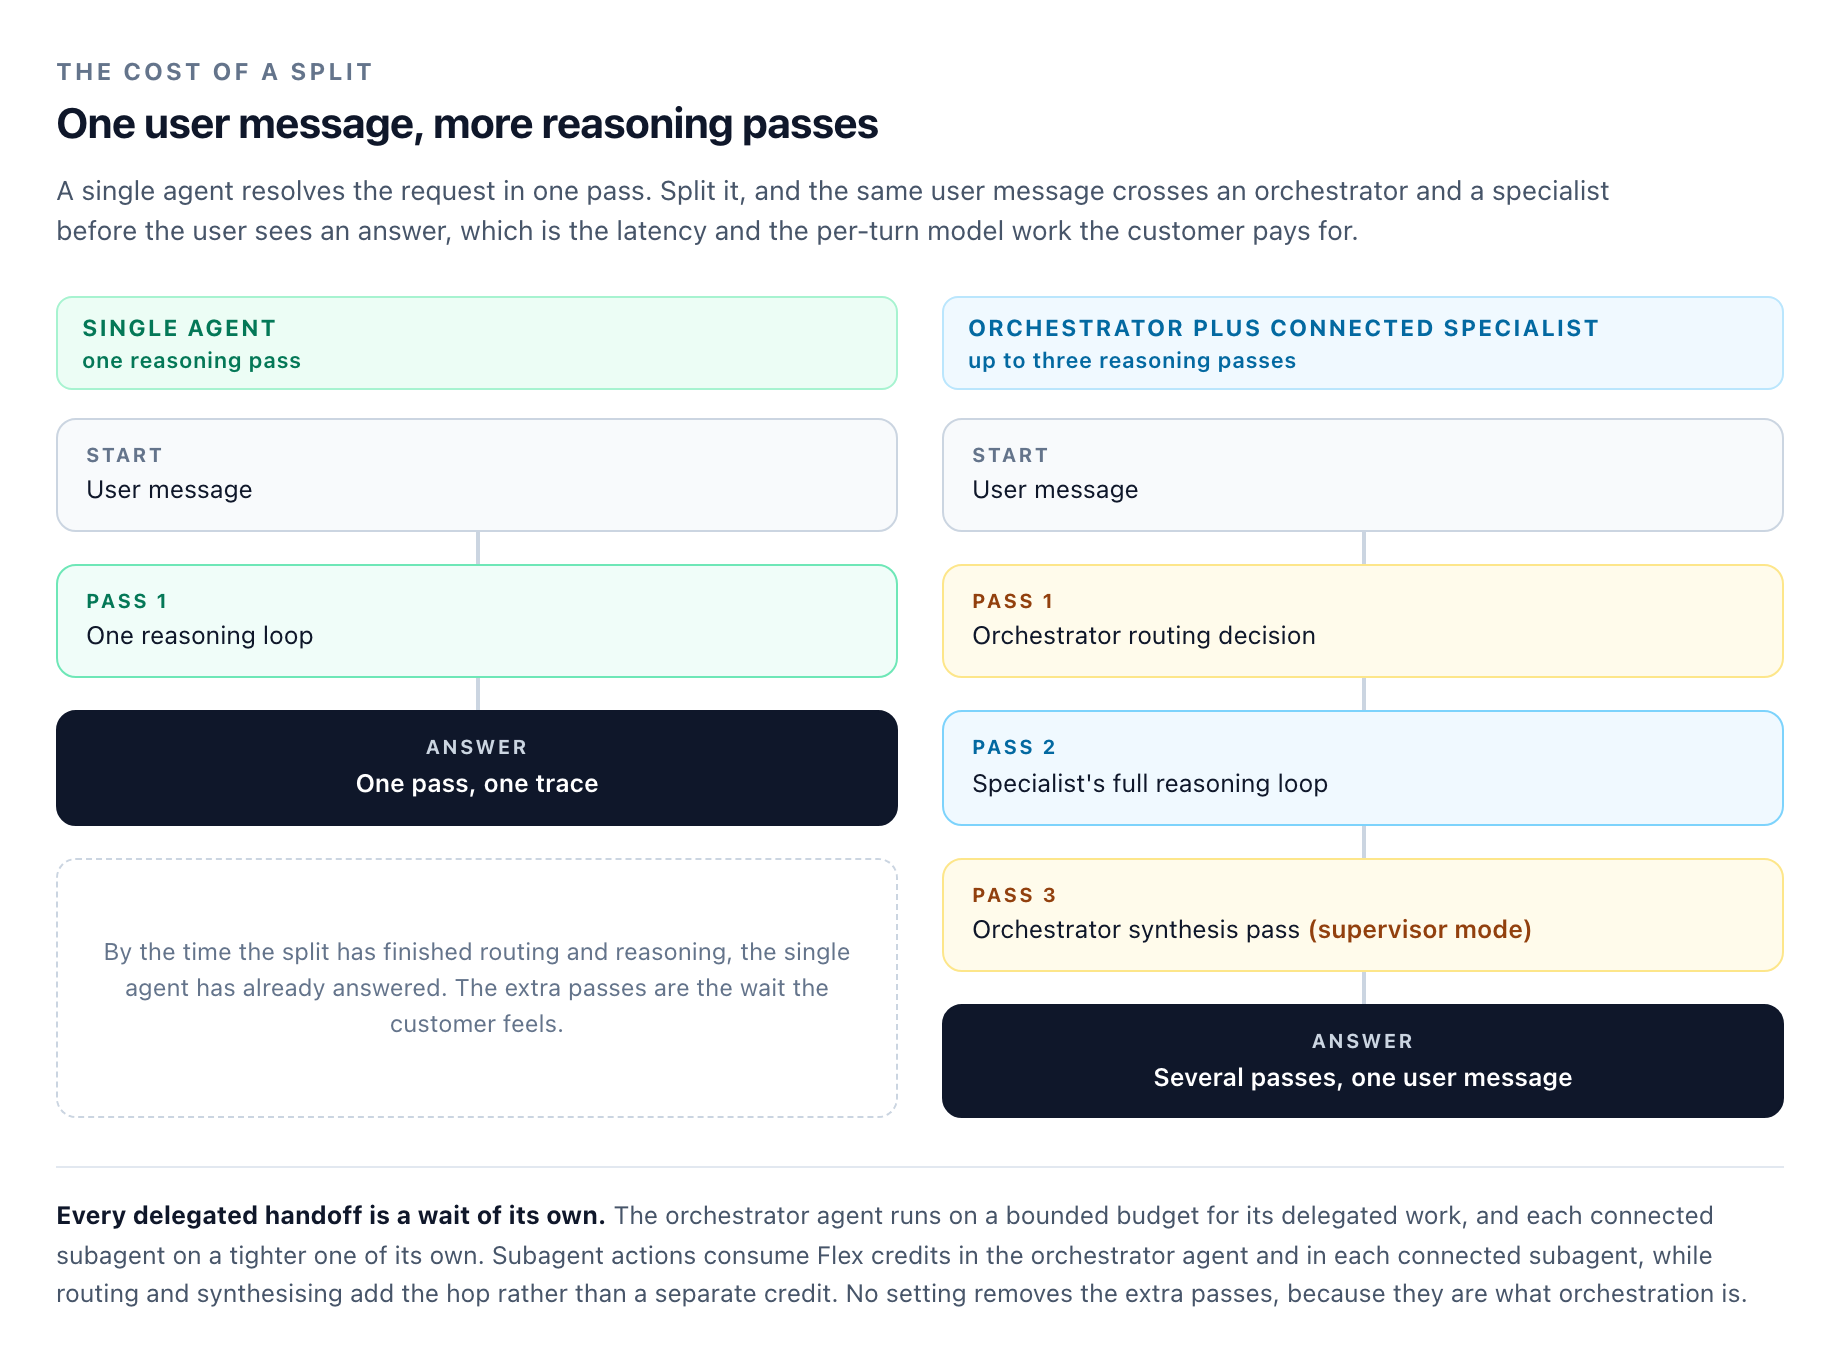 THE COST OF A SPLIT
One user message, more reasoning passes
A single agent resolves the request in one pass. Split it, and the same user message crosses an orchestrator and a specialist
before the user sees an answer, which is the latency and the per-turn model work the customer pays for.
SINGLE AGENT
one reasoning pass
START
User message
PASS 1
One reasoning loop
ANSWER
One pass, one trace
By the time the split has finished routing and reasoning, the single
agent has already answered. The extra passes are the wait the
customer feels.
ORCHESTRATOR PLUS CONNECTED SPECIALIST
up to three reasoning passes
START
User message
PASS 1
Orchestrator routing decision
PASS 2
Specialist's full reasoning loop
PASS 3
Orchestrator synthesis pass (supervisor mode)
ANSWER
Several passes, one user message
Every delegated handoff is a wait of its own. The orchestrator agent runs on a bounded budget for its delegated work, and each connected
subagent on a tighter one of its own. Subagent actions consume Flex credits in the orchestrator agent and in each connected subagent, while
routing and synthesising add the hop rather than a separate credit. No setting removes the extra passes, because they are what orchestration is.